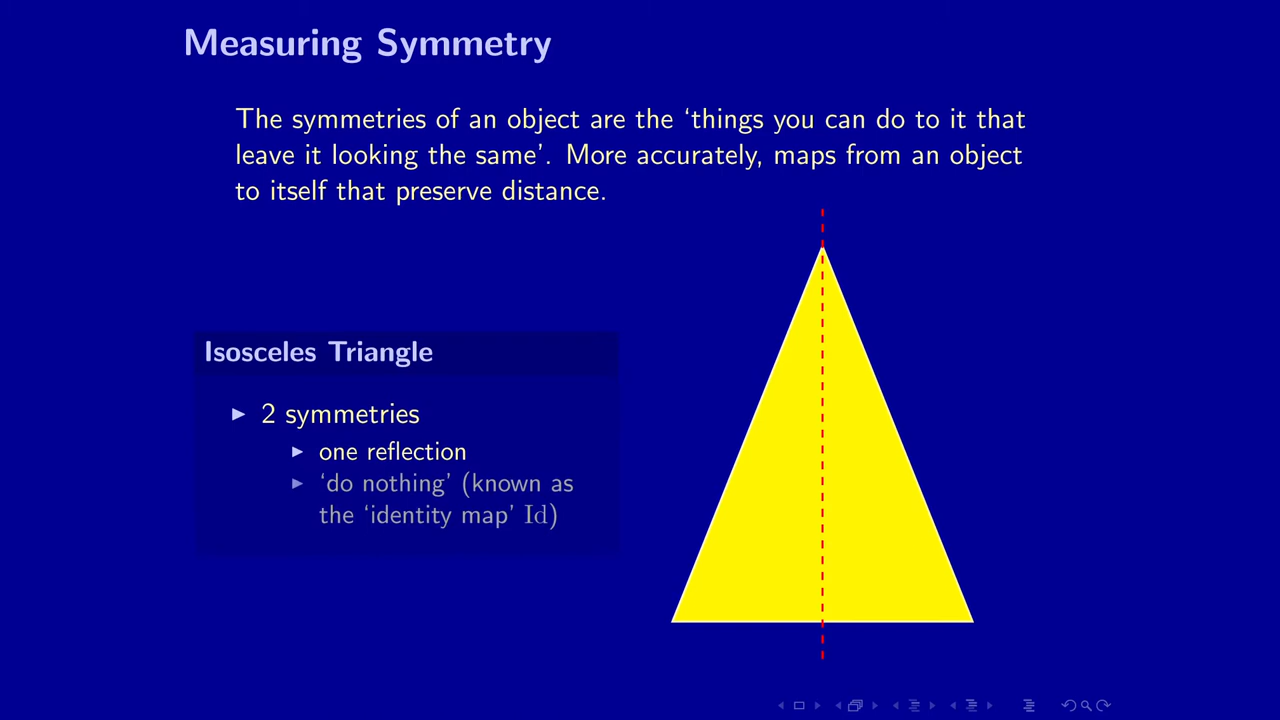 Measuring Symmetry
The symmetries of an object are the ‘things you can do to it that
leave it looking the same’. More accurately, maps from an object
to itself that preserve distance.
Isosceles Triangle
2 symmetries
one reflection
‘do nothing’ (known as
the ‘identity map’ Id)